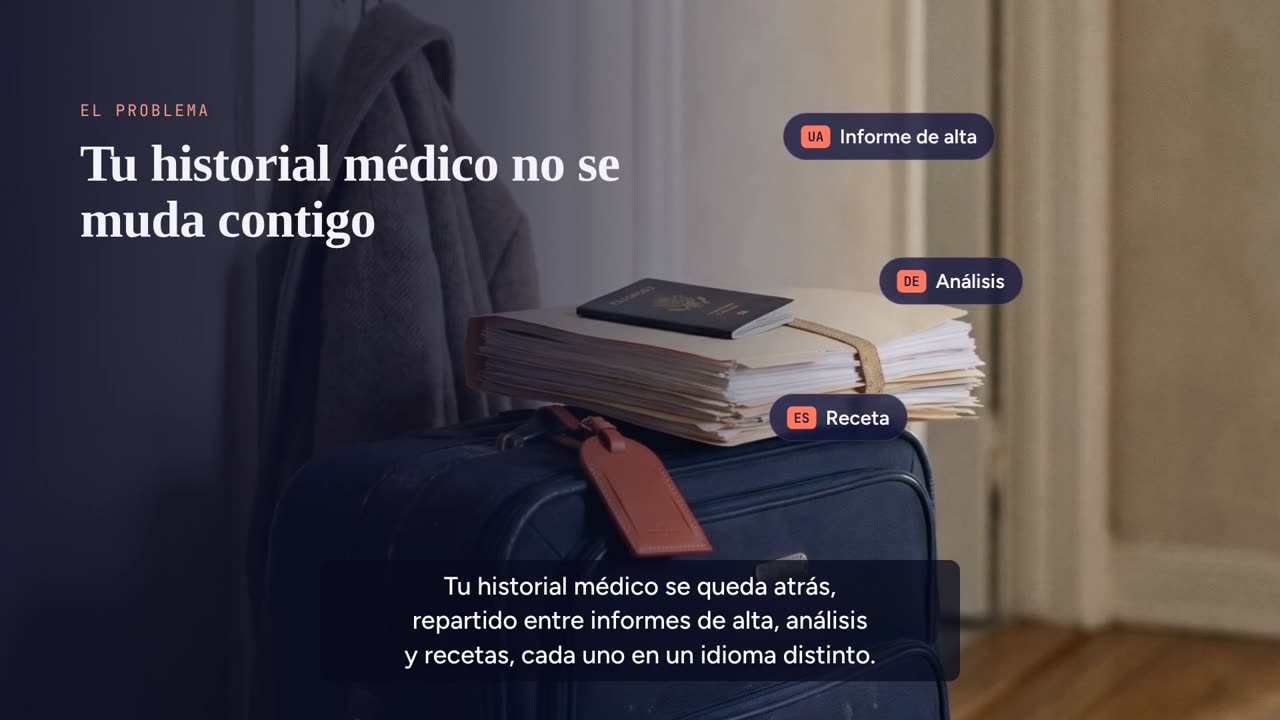 EL PROBLEMA
Tu historial médico no se
muda contigo
UA Informe de alta
DE Análisis
PASSPORT
ES Receta
Tu historial médico se queda atrás,
repartido entre informes de alta, análisis
y recetas, cada uno en un idioma distinto.